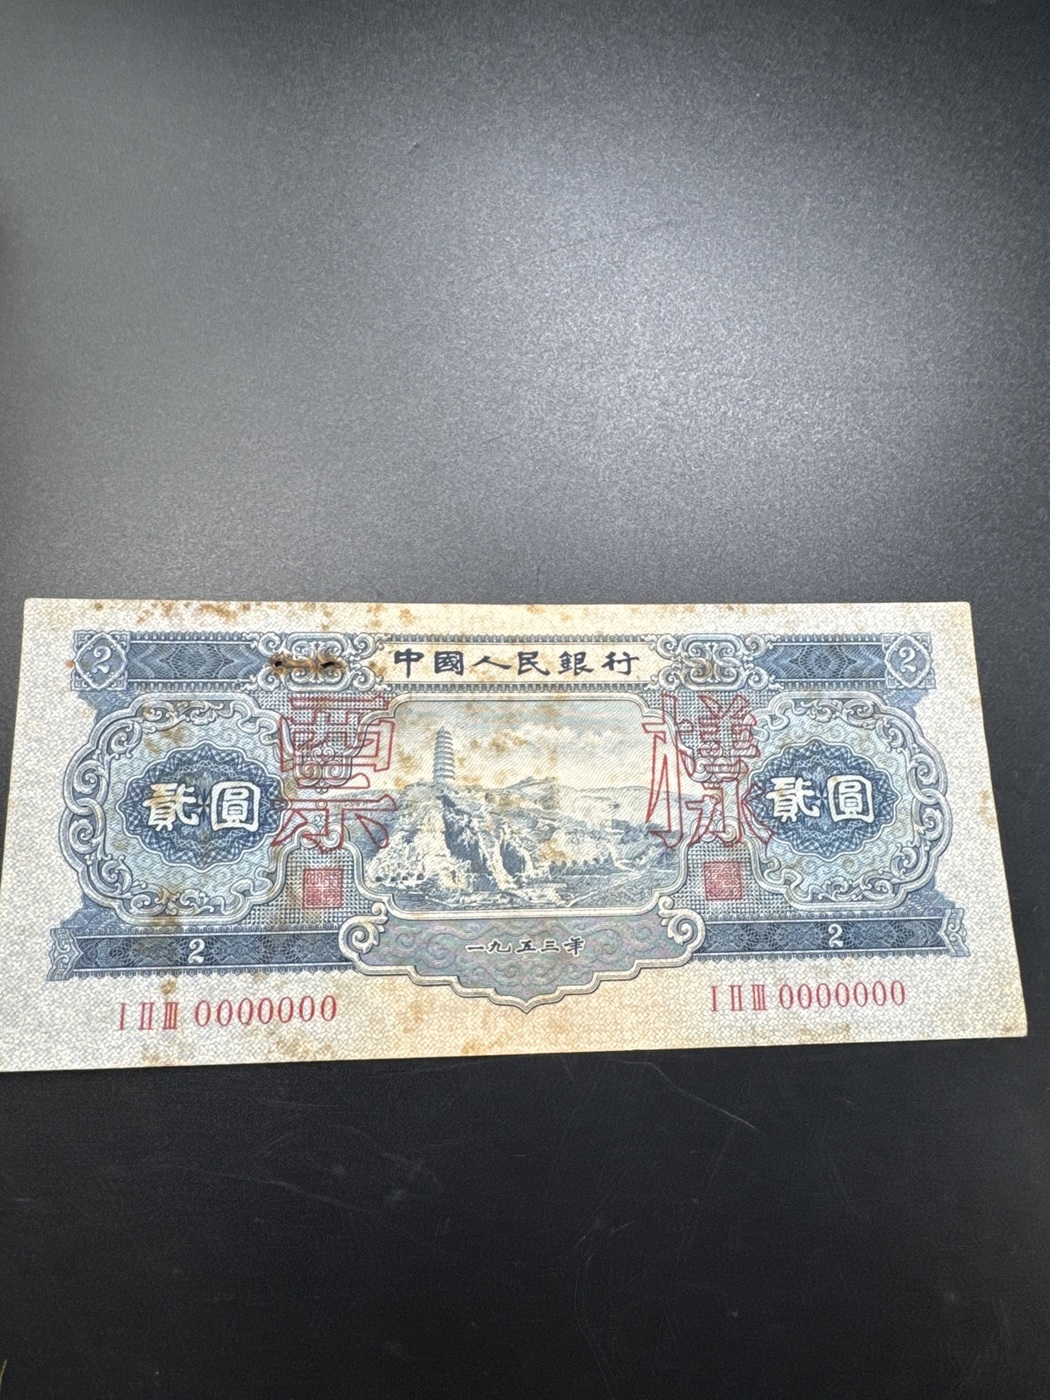 2 中國人民銀行 2
票 樣
貳圓 貳圓
2 一九五三年 2
I II III 0000000 I II III 0000000